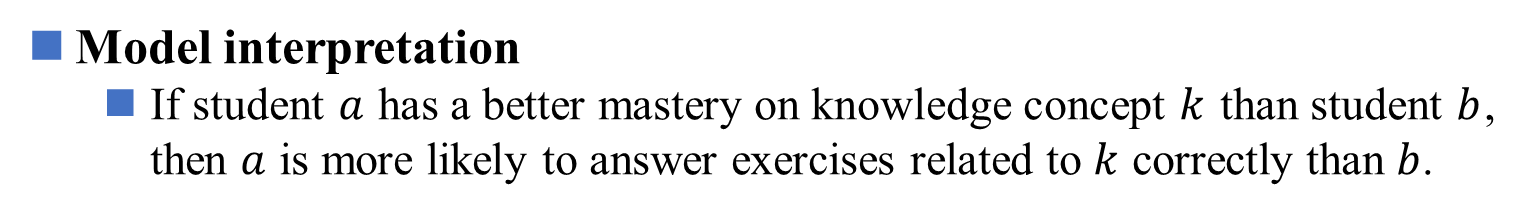 Model interpretation
If student a has a better mastery on knowledge concept k than student b,
then a is more likely to answer exercises related to k correctly than b.